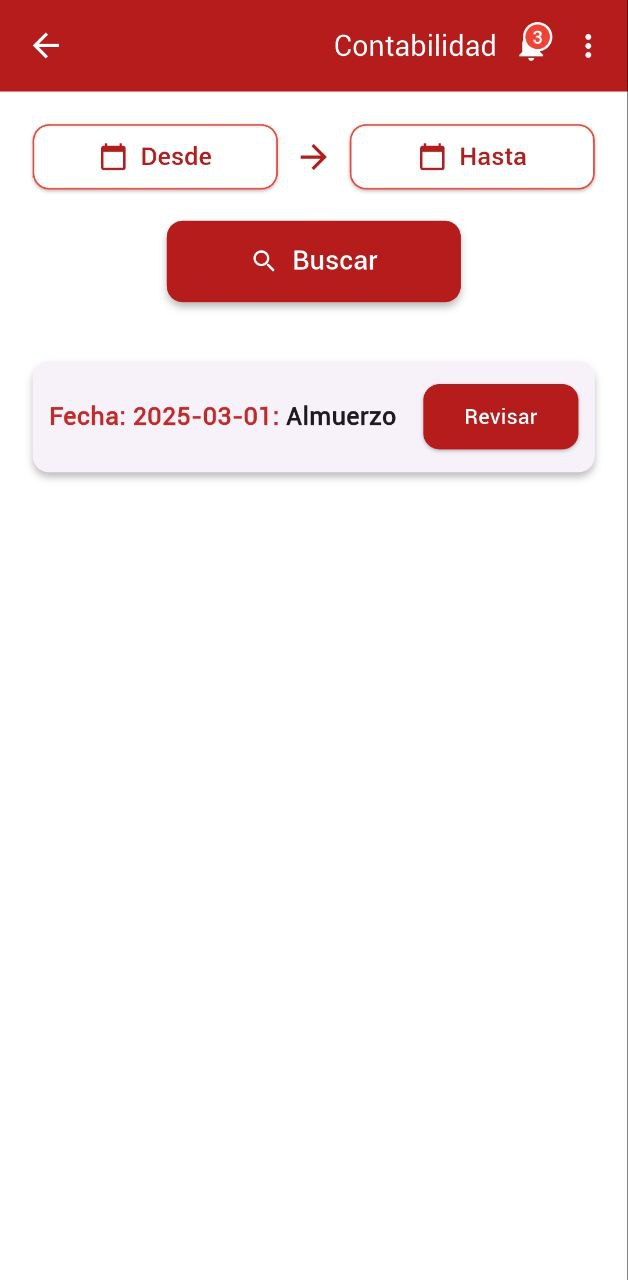 Contabilidad 3
Desde Hasta
Buscar
Fecha: 2025-03-01: Almuerzo Revisar